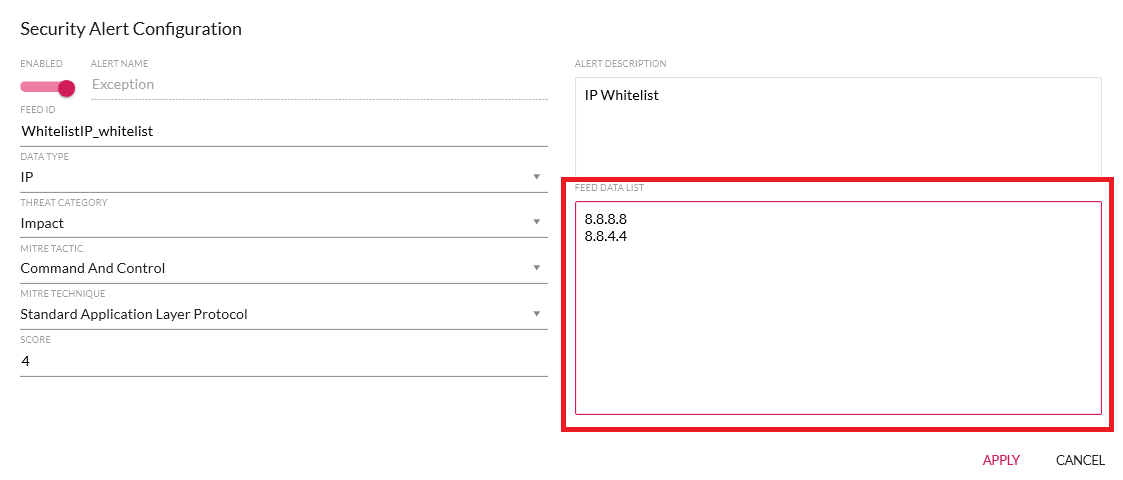 Security Alert Configuration
ENABLED
ALERT NAME
Exception
FEED ID
WhitelistIP_whitelist
DATA TYPE
IP
THREAT CATEGORY
Impact
MITRE TACTIC
Command And Control
MITRE TECHNIQUE
Standard Application Layer Protocol
SCORE
4
ALERT DESCRIPTION
IP Whitelist
FEED DATA LIST
8.8.8.8
8.8.4.4
APPLY
CANCEL